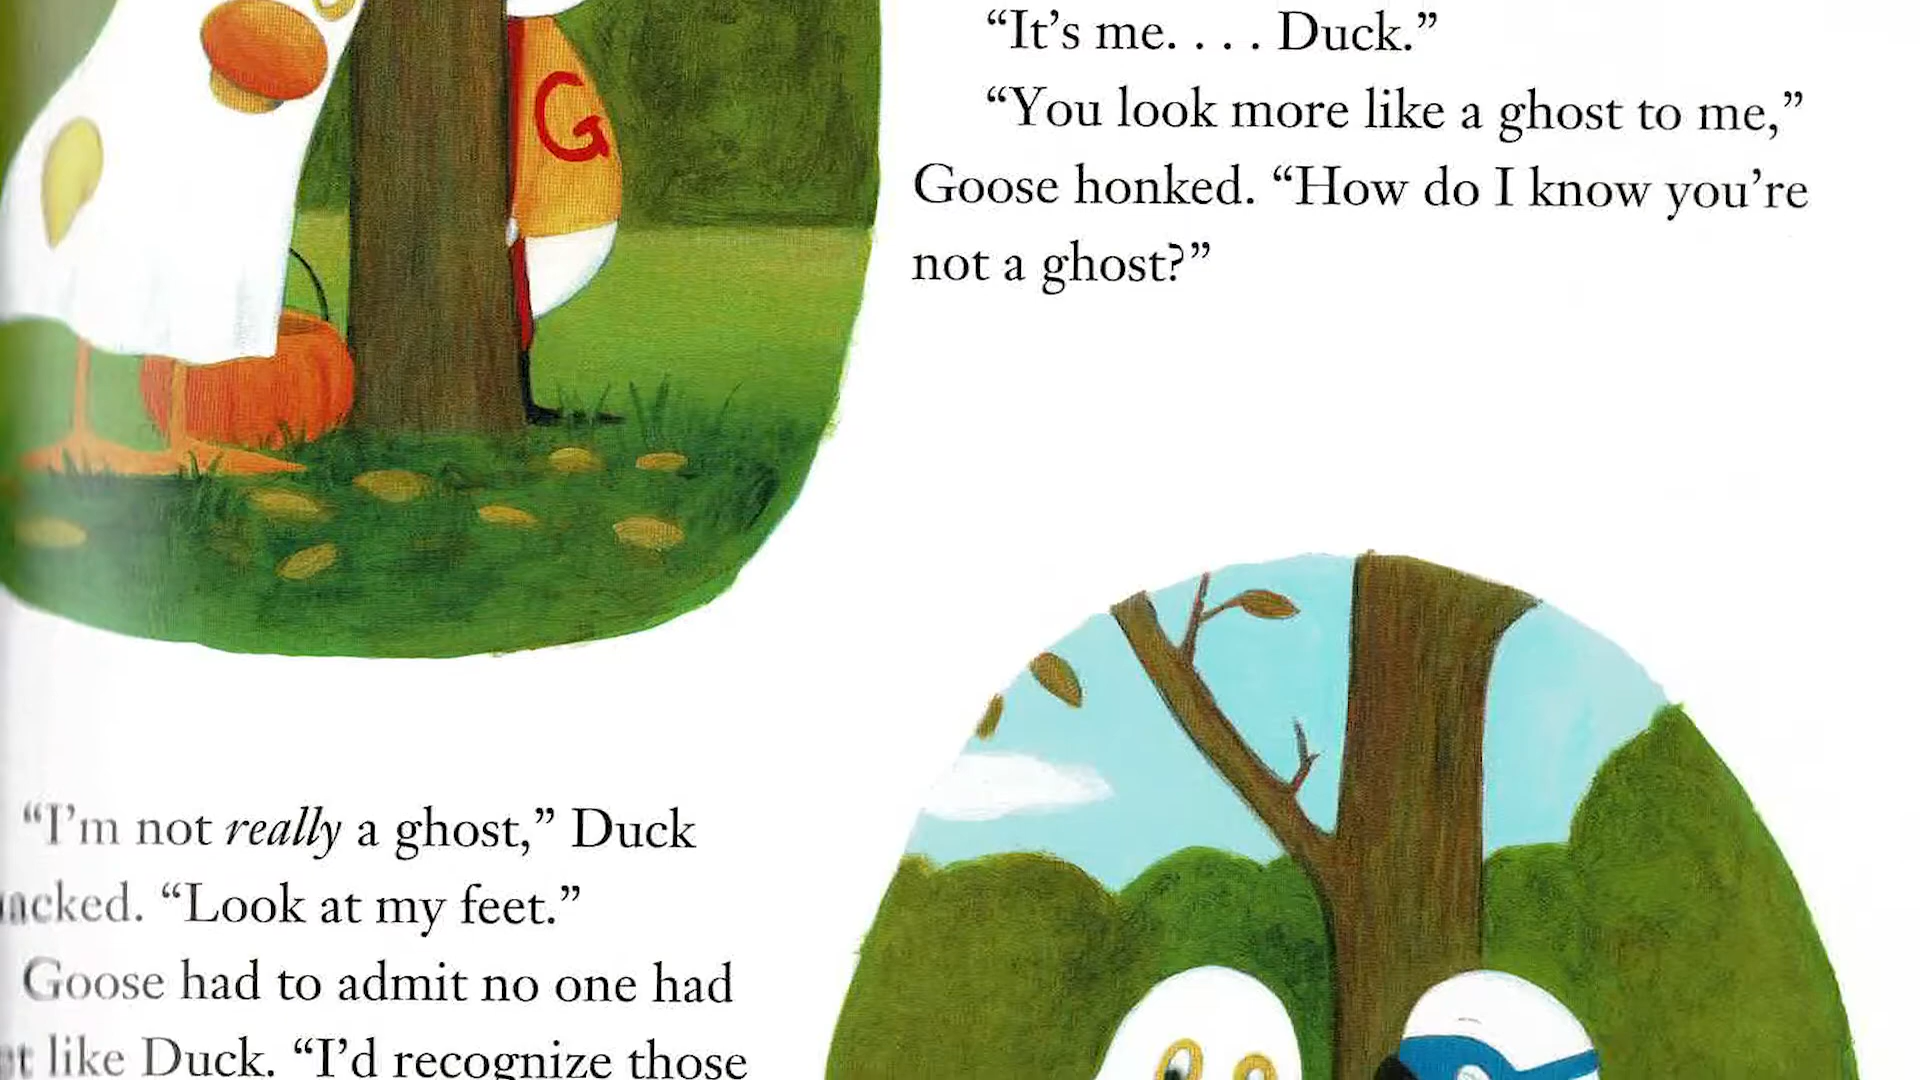 G
“It’s me. . . . Duck.”
“You look more like a ghost to me,”
Goose honked. “How do I know you’re
not a ghost?”
“I’m not really a ghost,” Duck
acked. “Look at my feet.”
Goose had to admit no one had
like Duck. “I’d recognize those